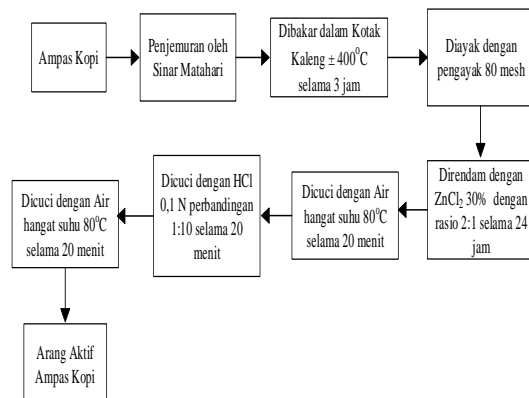 Ampas Kopi
Penjemuran oleh
Sinar Matahari
Dibakar dalam Kotak
Kaleng ± 400⁰C
selama 3 jam
Diayak dengan
pengayak 80 mesh
Direndam dengan
ZnCl₂ 30% dengan
rasio 2:1 selama 24
jam
Dicuci dengan Air
hangat suhu 80⁰C
selama 20 menit
Dicuci dengan HCl
0,1 N perbandingan
1:10 selama 20
menit
Dicuci dengan Air
hangat suhu 80⁰C
selama 20 menit
Arang Aktif
Ampas Kopi